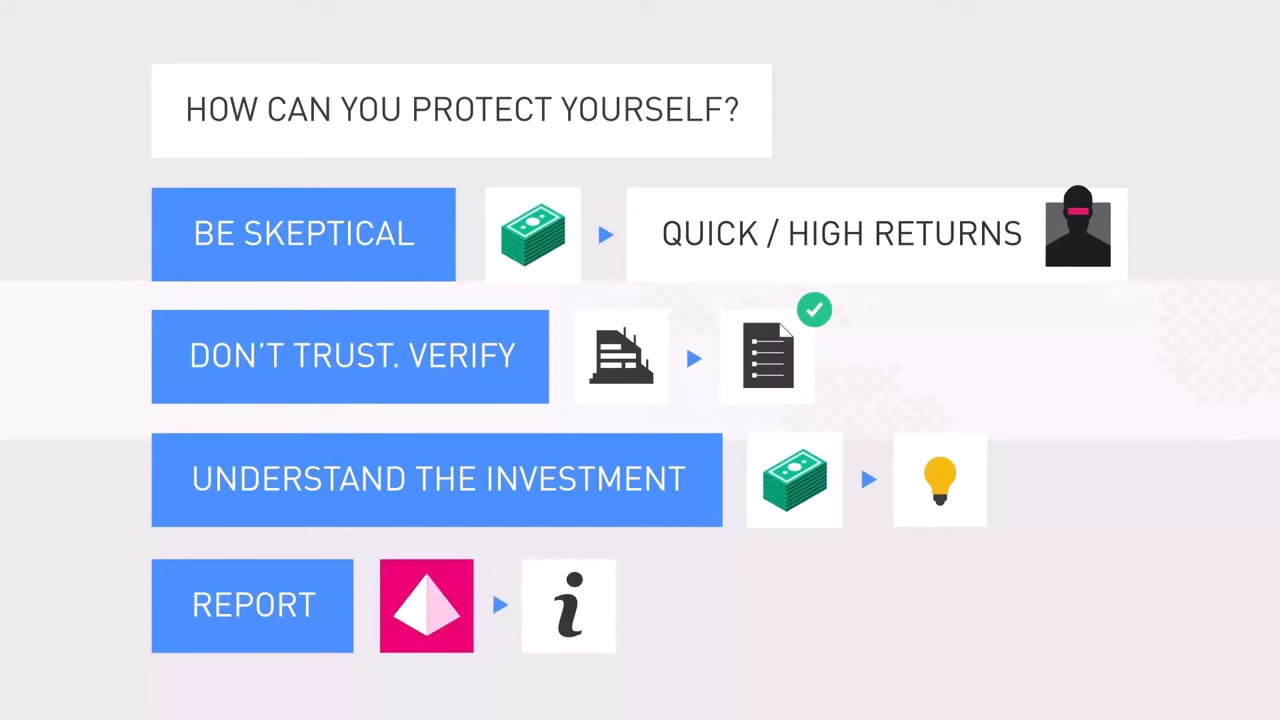 HOW CAN YOU PROTECT YOURSELF?
BE SKEPTICAL
QUICK / HIGH RETURNS
DON'T TRUST. VERIFY
UNDERSTAND THE INVESTMENT
REPORT
i